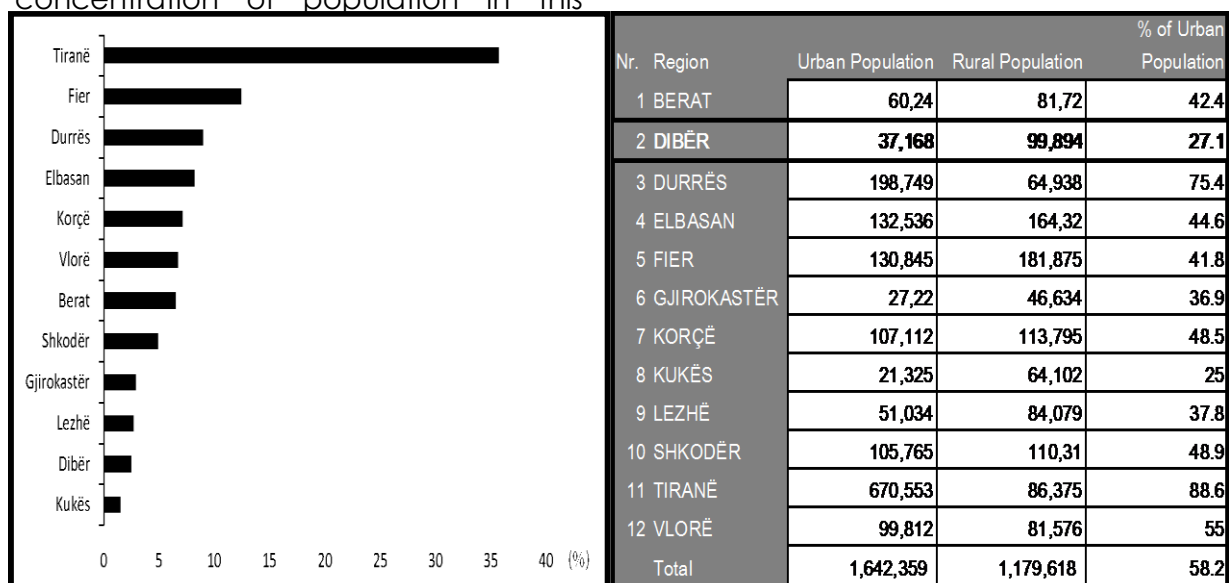 concentration of population in this
Tiranë
Fier
Durrës
Elbasan
Korçë
Vlorë
Berat
Shkodër
Gjirokastër
Lezhë
Dibër
Kukës
0 5 10 15 20 25 30 35 40 (%)
Nr. Region Urban Population Rural Population % of Urban Population
1 BERAT 60,24 81,72 42.4
2 DIBËR 37,168 99,894 27.1
3 DURRËS 198,749 64,938 75.4
4 ELBASAN 132,536 164,32 44.6
5 FIER 130,845 181,875 41.8
6 GJIROKASTËR 27,22 46,634 36.9
7 KORÇË 107,112 113,795 48.5
8 KUKËS 21,325 64,102 25
9 LEZHË 51,034 84,079 37.8
10 SHKODËR 105,765 110,31 48.9
11 TIRANË 670,553 86,375 88.6
12 VLORË 99,812 81,576 55
Total 1,642,359 1,179,618 58.2